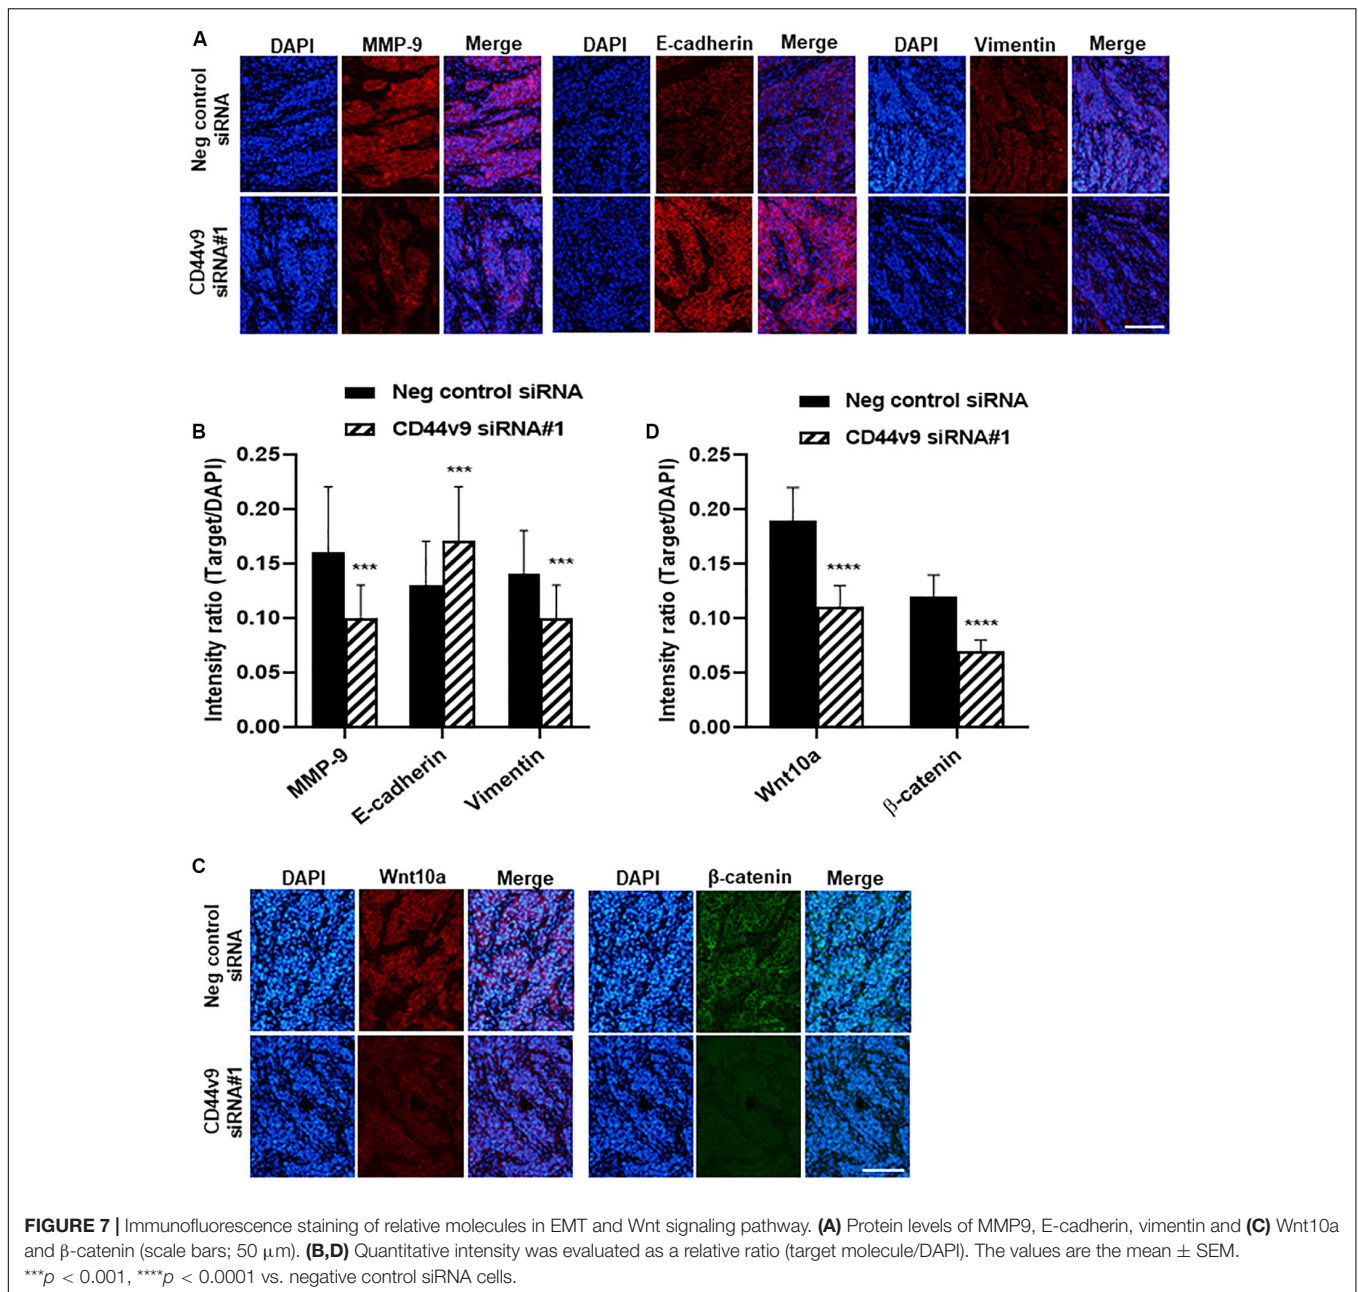 A
DAPI MMP-9 Merge DAPI E-cadherin Merge DAPI Vimentin Merge
Neg control
siRNA
CD44v9
siRNA#1
Neg control siRNA
CD44v9 siRNA#1
B
Intensity ratio (Target/DAPI)
0.25
0.20
0.15
0.10
0.05
0.00
***
***
***
MMP-9
E-cadherin
Vimentin
Neg control siRNA
CD44v9 siRNA#1
D
Intensity ratio (Target/DAPI)
0.25
0.20
0.15
0.10
0.05
0.00
****
****
Wnt10a
β-catenin
C
DAPI Wnt10a Merge DAPI β-catenin Merge
Neg control
siRNA
CD44v9
siRNA#1
FIGURE 7 | Immunofluorescence staining of relative molecules in EMT and Wnt signaling pathway. (A) Protein levels of MMP9, E-cadherin, vimentin and (C) Wnt10a
and β-catenin (scale bars; 50 μm). (B,D) Quantitative intensity was evaluated as a relative ratio (target molecule/DAPI). The values are the mean ± SEM.
***p < 0.001, ****p < 0.0001 vs. negative control siRNA cells.